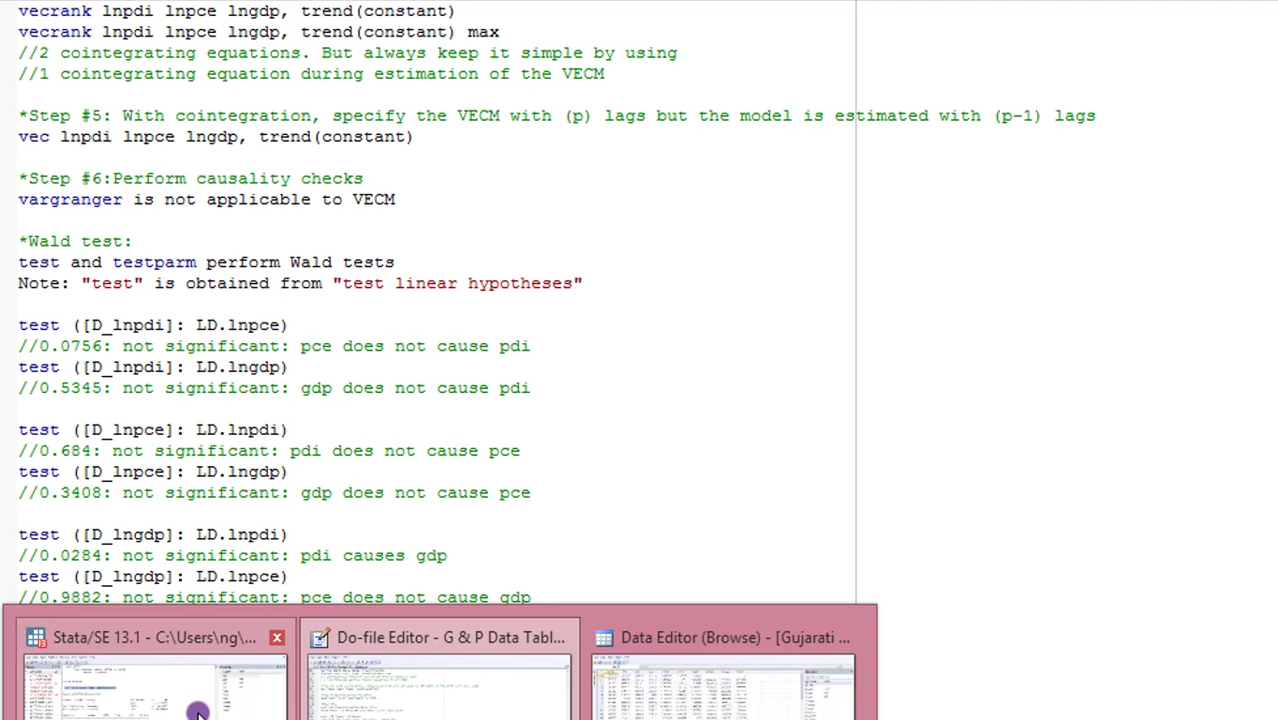 vecrank lnpdi lnpce lngdp, trend(constant)
vecrank lnpdi lnpce lngdp, trend(constant) max
//2 cointegrating equations. But always keep it simple by using
//1 cointegrating equation during estimation of the VECM
*Step #5: With cointegration, specify the VECM with (p) lags but the model is estimated with (p-1) lags
vec lnpdi lnpce lngdp, trend(constant)
*Step #6:Perform causality checks
vargranger is not applicable to VECM
*Wald test:
test and testparm perform Wald tests
Note: "test" is obtained from "test linear hypotheses"
test ([D_lnpdi]: LD.lnpce)
//0.0756: not significant: pce does not cause pdi
test ([D_lnpdi]: LD.lngdp)
//0.5345: not significant: gdp does not cause pdi
test ([D_lnpce]: LD.lnpdi)
//0.684: not significant: pdi does not cause pce
test ([D_lnpce]: LD.lngdp)
//0.3408: not significant: gdp does not cause pce
test ([D_lngdp]: LD.lnpdi)
//0.0284: not significant: pdi causes gdp
test ([D_lngdp]: LD.lnpce)
//0.9882: not significant: pce does not cause gdp
Stata/SE 13.1 - C:\Users\ng\...
Do-file Editor - G & P Data Tabl...
Data Editor (Browse) - [Gujarati ...